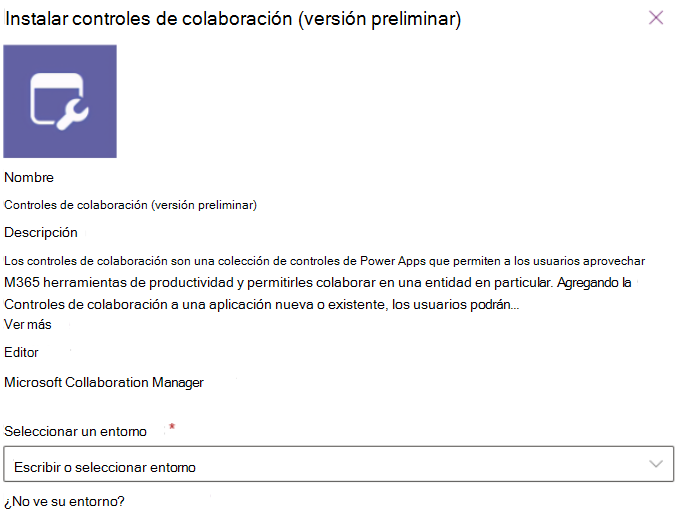 Instalar controles de colaboración (versión preliminar)
Nombre
Controles de colaboración (versión preliminar)
Descripción
Los controles de colaboración son una colección de controles de Power Apps que permiten a los usuarios aprovechar
M365 herramientas de productividad y permitirles colaborar en una entidad en particular. Agregando la
Controles de colaboración a una aplicación nueva o existente, los usuarios podrán...
Ver más
Editor
Microsoft Collaboration Manager
Seleccionar un entorno *
Escribir o seleccionar entorno
¿No ve su entorno?